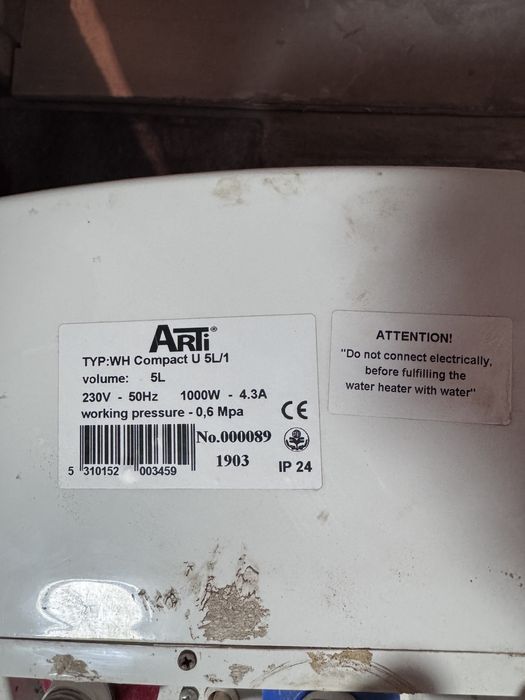 ARTi®
TYP:WH Compact U 5L/1
volume: 5L
230V - 50Hz 1000W - 4.3A
working pressure - 0,6 Mpa
CE
No.000089
1903
5 310152 003459
IP 24
ATTENTION!
"Do not connect electrically,
before fulfilling the
water heater with water"